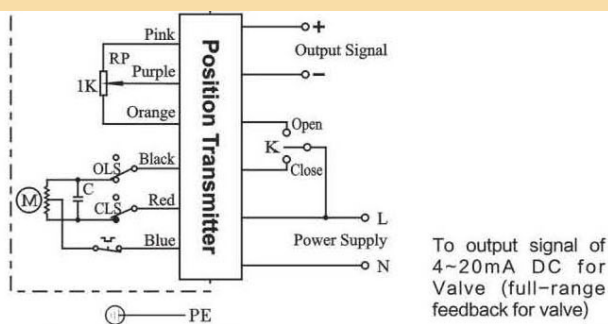 Pink
RP
Purple
1K
Orange
Position Transmitter
+
Output Signal
−
Open
K
Close
OLS
Black
C
M
CLS
Red
Blue
L
Power Supply
N
PE
To output signal of
4~20mA DC for
Valve (full-range
feedback for valve)